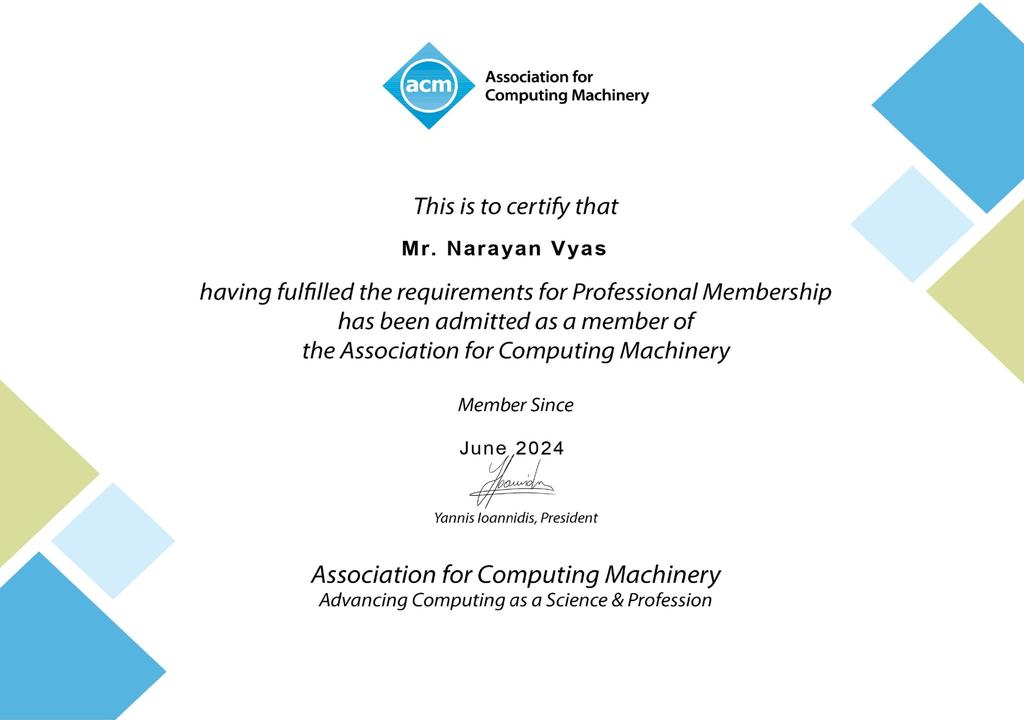 acm
Association for
Computing Machinery
This is to certify that
Mr. Narayan Vyas
having fulfilled the requirements for Professional Membership
has been admitted as a member of
the Association for Computing Machinery
Member Since
June 2024
Yannis Ioannidis, President
Association for Computing Machinery
Advancing Computing as a Science & Profession